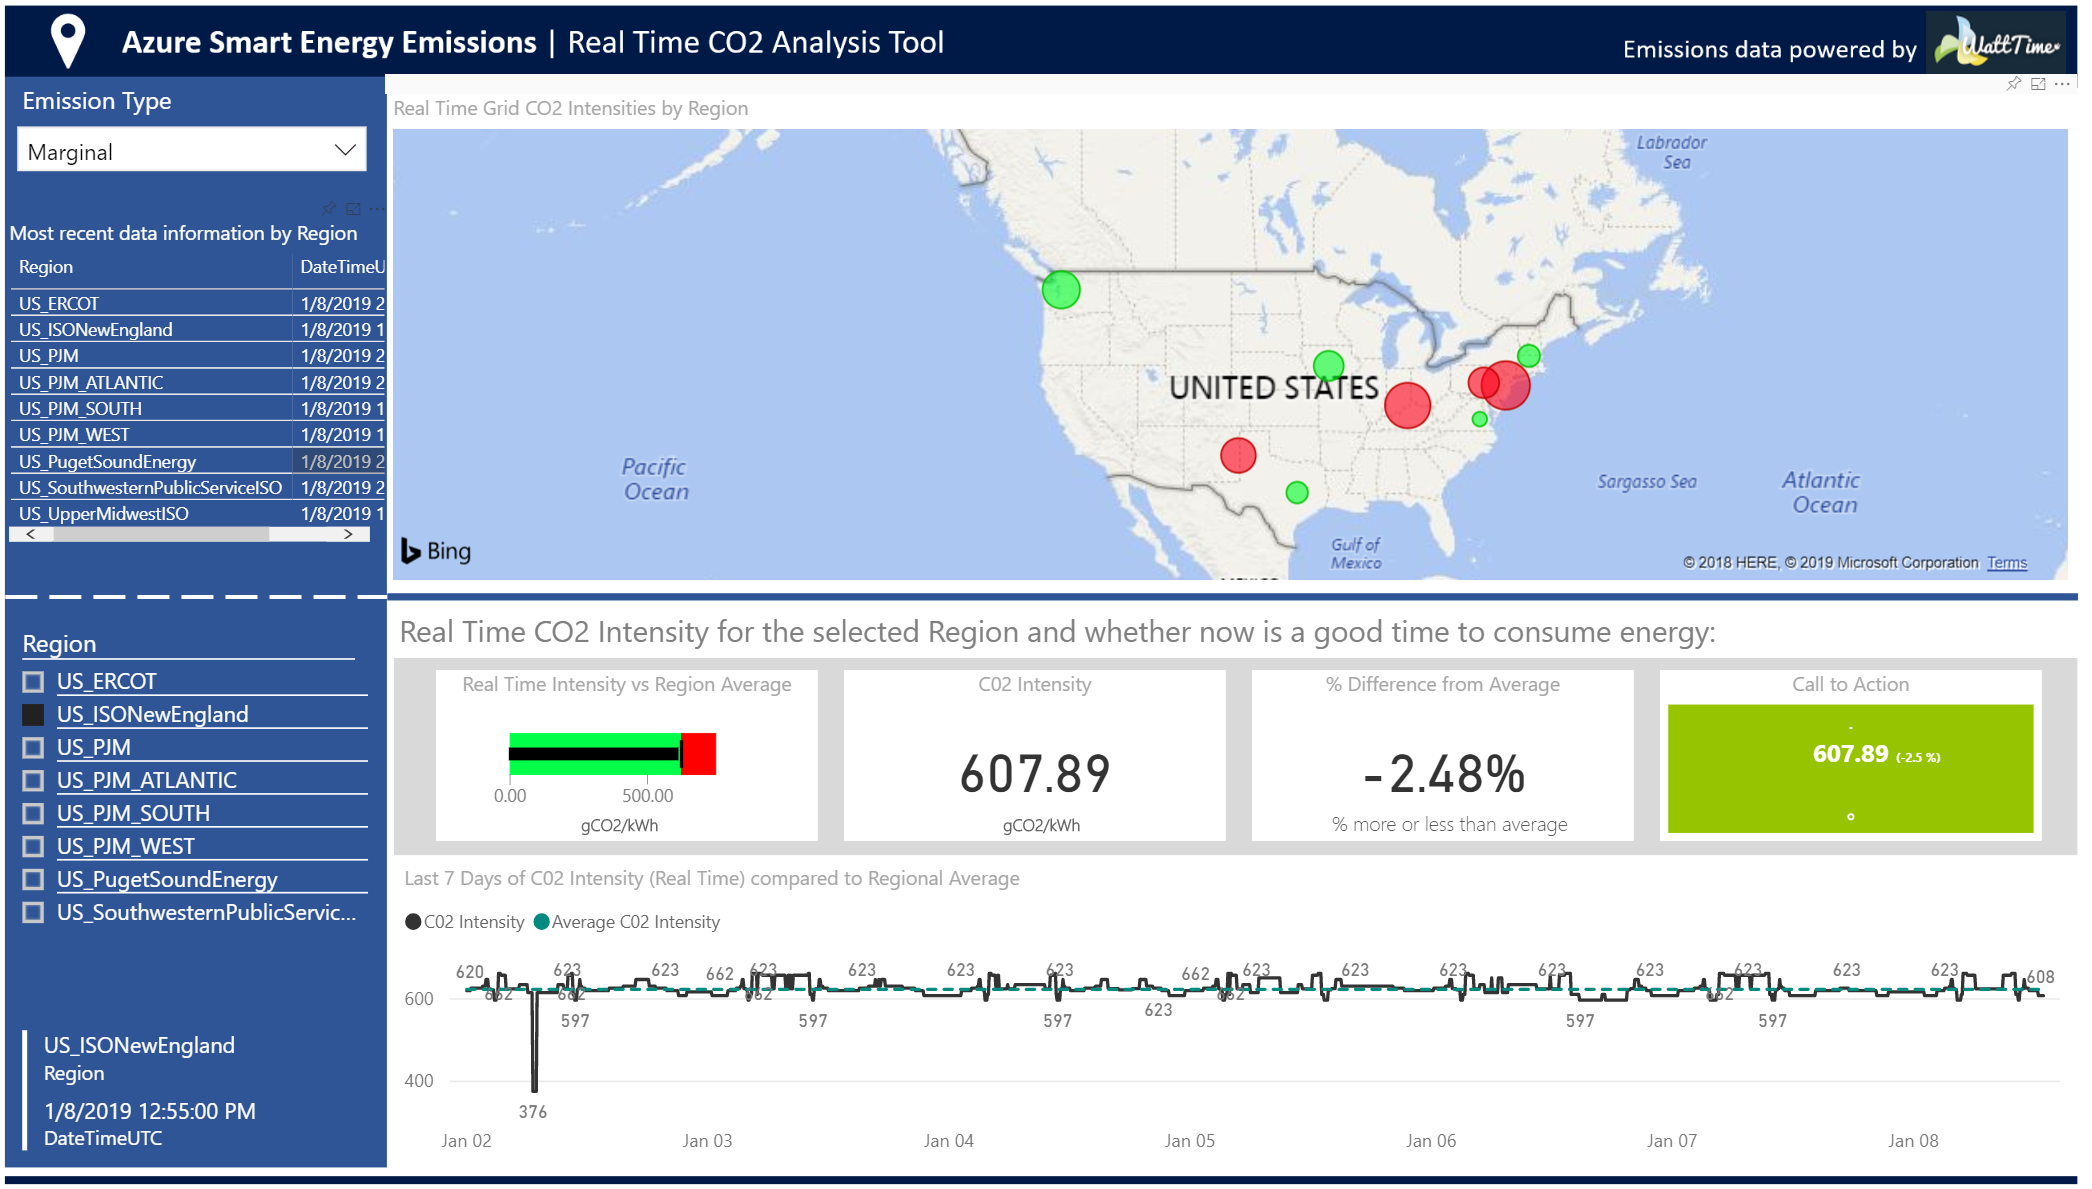 Azure Smart Energy Emissions | Real Time CO2 Analysis Tool
Emissions data powered by WattTime
Emission Type
Marginal
Most recent data information by Region
Region DateTimeU
US_ERCOT 1/8/2019 2
US_ISONewEngland 1/8/2019 1
US_PJM 1/8/2019 2
US_PJM_ATLANTIC 1/8/2019 2
US_PJM_SOUTH 1/8/2019 1
US_PJM_WEST 1/8/2019 1
US_PugetSoundEnergy 1/8/2019 2
US_SouthwesternPublicServiceISO 1/8/2019 2
US_UpperMidwestISO 1/8/2019 1
Real Time Grid CO2 Intensities by Region
Labrador
Sea
UNITED STATES
Pacific
Ocean
Sargasso Sea
Atlantic
Ocean
Gulf of
Mexico
Bing
© 2018 HERE, © 2019 Microsoft Corporation Terms
Region
US_ERCOT
US_ISONewEngland
US_PJM
US_PJM_ATLANTIC
US_PJM_SOUTH
US_PJM_WEST
US_PugetSoundEnergy
US_SouthwesternPublicServic...
US_ISONewEngland
Region
1/8/2019 12:55:00 PM
DateTimeUTC
Real Time CO2 Intensity for the selected Region and whether now is a good time to consume energy:
Real Time Intensity vs Region Average
0.00 500.00
gCO2/kWh
C02 Intensity
607.89
gCO2/kWh
% Difference from Average
-2.48%
% more or less than average
Call to Action
-
607.89 (-2.5 %)
Last 7 Days of C02 Intensity (Real Time) compared to Regional Average
C02 Intensity Average C02 Intensity
620 623 623 662 623 623 623 623 662 623 623 623 623 623 623 623 623 608
662 662 662 662 662
600
597 597 597 623 597 597
400
376
Jan 02 Jan 03 Jan 04 Jan 05 Jan 06 Jan 07 Jan 08